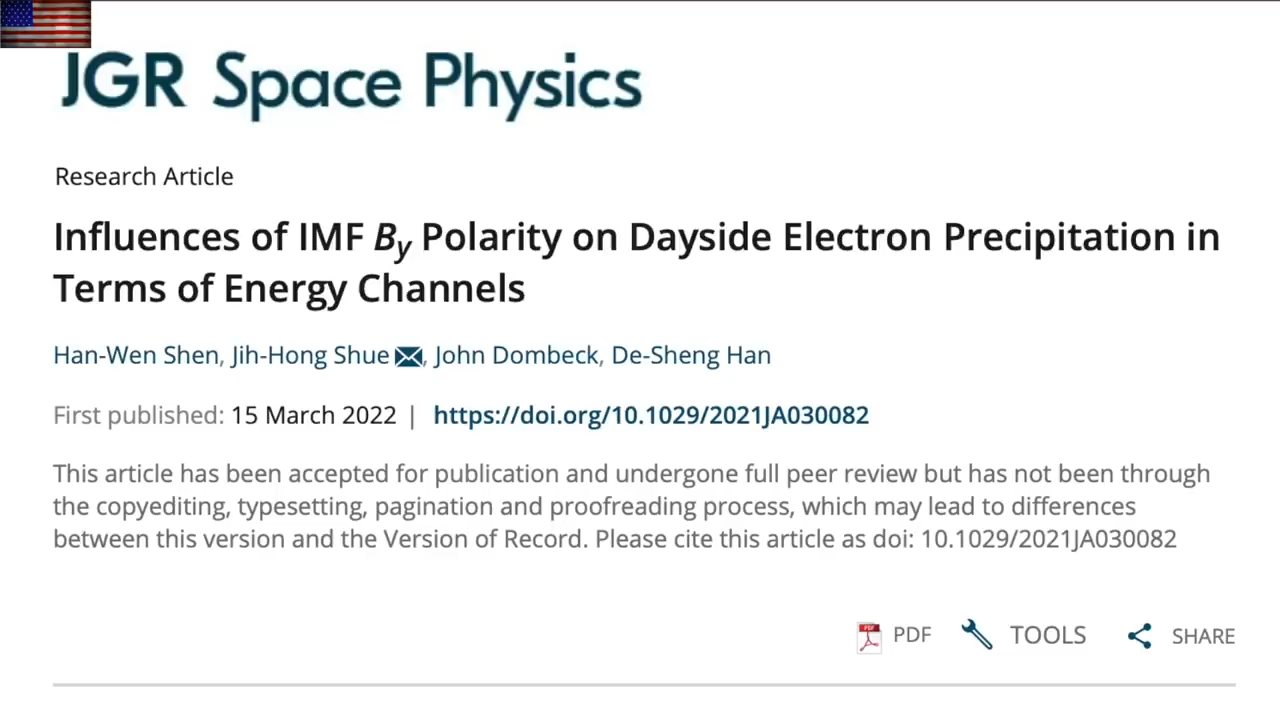 JGR Space Physics
Research Article
Influences of IMF By Polarity on Dayside Electron Precipitation in
Terms of Energy Channels
Han-Wen Shen, Jih-Hong Shue, John Dombeck, De-Sheng Han
First published: 15 March 2022 | https://doi.org/10.1029/2021JA030082
This article has been accepted for publication and undergone full peer review but has not been through
the copyediting, typesetting, pagination and proofreading process, which may lead to differences
between this version and the Version of Record. Please cite this article as doi: 10.1029/2021JA030082
PDF TOOLS SHARE